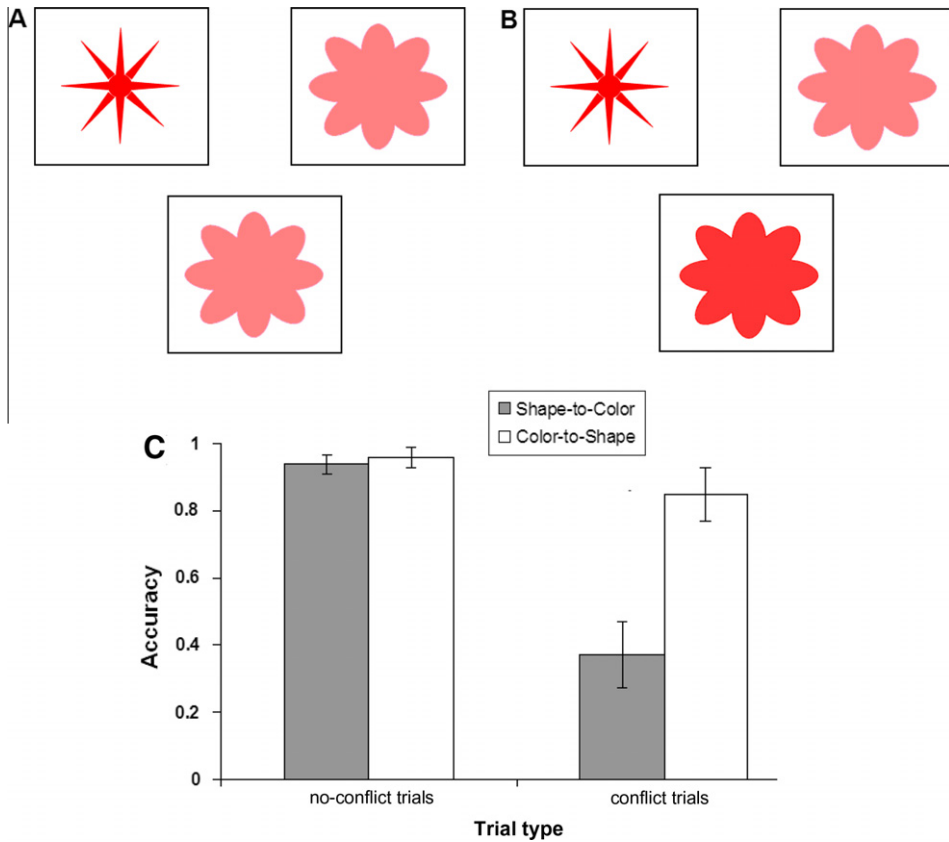 A
B
Shape-to-Color
Color-to-Shape
C
1
0.8
0.6
0.4
0.2
0
Accuracy
no-conflict trials
conflict trials
Trial type